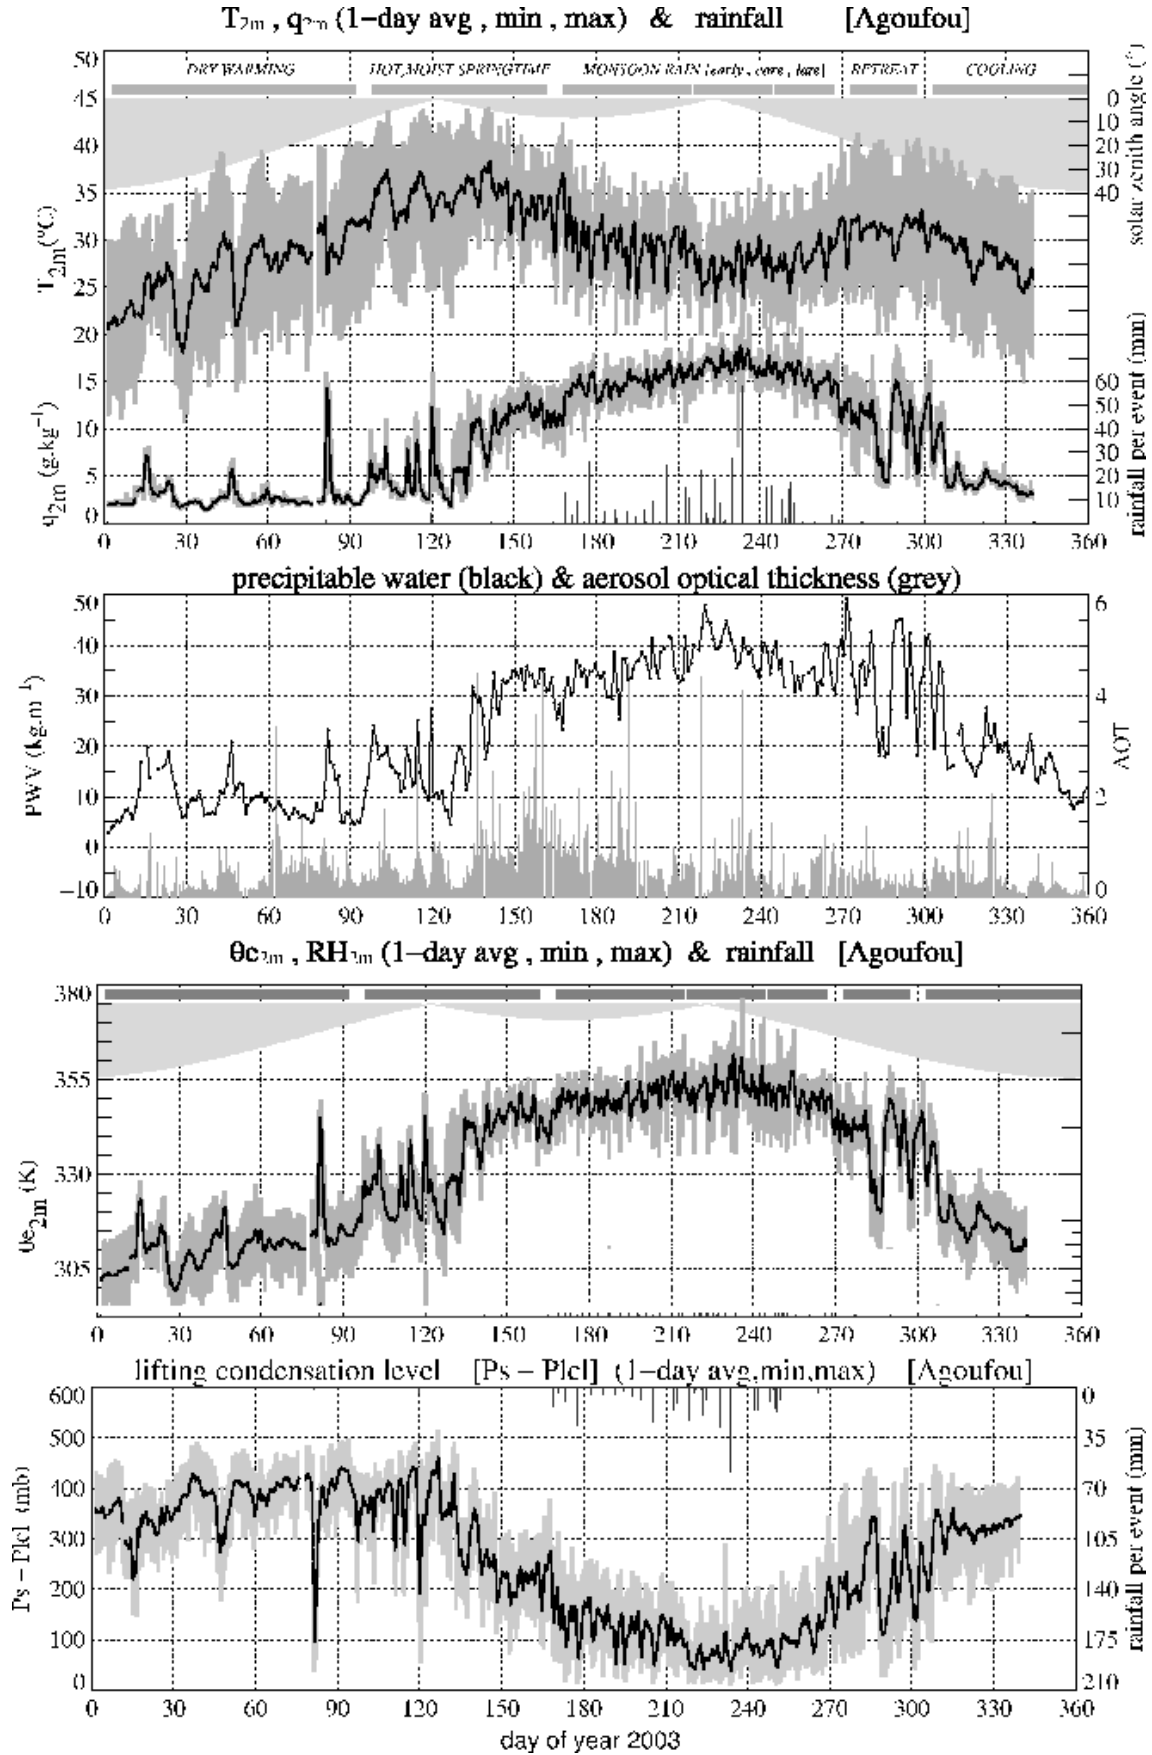 T2m , q2m (1−day avg , min , max) & rainfall [Agoufou]
DRY WARMING HOT,MOIST SPRINGTIME MONSOON RAIN [early , core , late] RETREAT COOLING
50
45
40
35
30
25
20
15
10
5
0
T2m(°C)
q2m (g.kg−1)
0
10
20
30
40
solar zenith angle (°)
60
50
40
30
20
10
rainfall per event (mm)
0 30 60 90 120 150 180 210 240 270 300 330 360
precipitable water (black) & aerosol optical thickness (grey)
50
40
30
20
10
0
−10
PWV (kg.m−1)
6
4
2
0
AOT
0 30 60 90 120 150 180 210 240 270 300 330 360
θe2m , RH2m (1−day avg , min , max) & rainfall [Agoufou]
380
355
330
305
θe2m (K)
0 30 60 90 120 150 180 210 240 270 300 330 360
lifting condensation level [Ps − Plcl] (1−day avg,min,max) [Agoufou]
600
500
400
300
200
100
0
Ps − Plcl (mb)
0
35
70
105
140
175
210
rainfall per event (mm)
0 30 60 90 120 150 180 210 240 270 300 330 360
day of year 2003